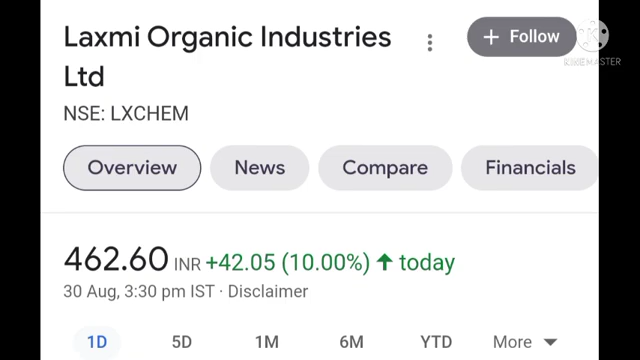 Laxmi Organic Industries
Ltd
+ Follow
KINEMASTER
NSE: LXCHEM
Overview
News
Compare
Financials
462.60 INR +42.05 (10.00%) ↑ today
30 Aug, 3:30 pm IST · Disclaimer
1D
5D
1M
6M
YTD
More